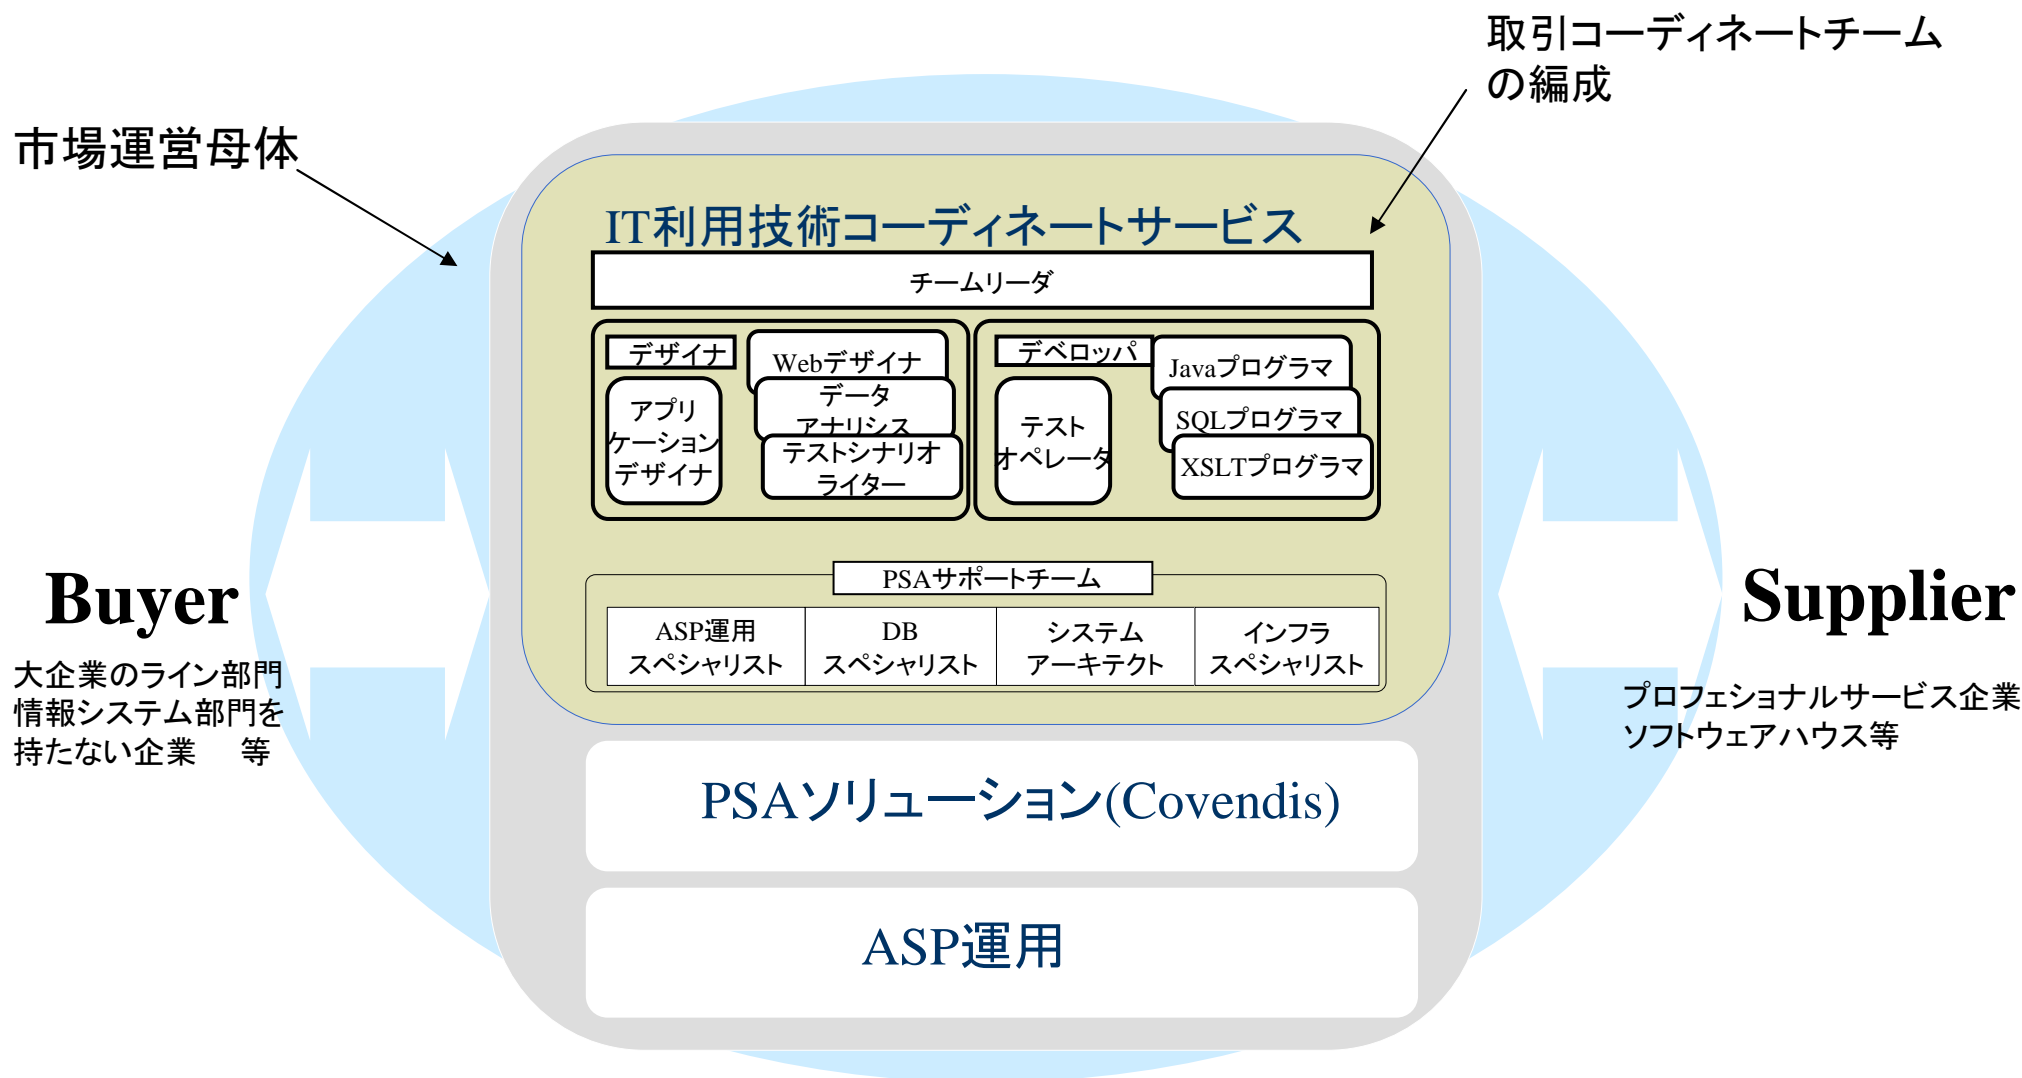 取引コーディネートチーム
の編成
市場運営母体
IT利用技術コーディネートサービス
チームリーダ
デザイナ
Webデザイナ
データ
アナリシス
テストシナリオ
ライター
アプリ
ケーション
デザイナ
デベロッパ
Javaプログラマ
SQLプログラマ
XSLTプログラマ
テスト
オペレータ
PSAサポートチーム
ASP運用
スペシャリスト
DB
スペシャリスト
システム
アーキテクト
インフラ
スペシャリスト
Buyer
大企業のライン部門
情報システム部門を
持たない企業 等
Supplier
プロフェショナルサービス企業
ソフトウェアハウス等
PSAソリューション(Covendis)
ASP運用